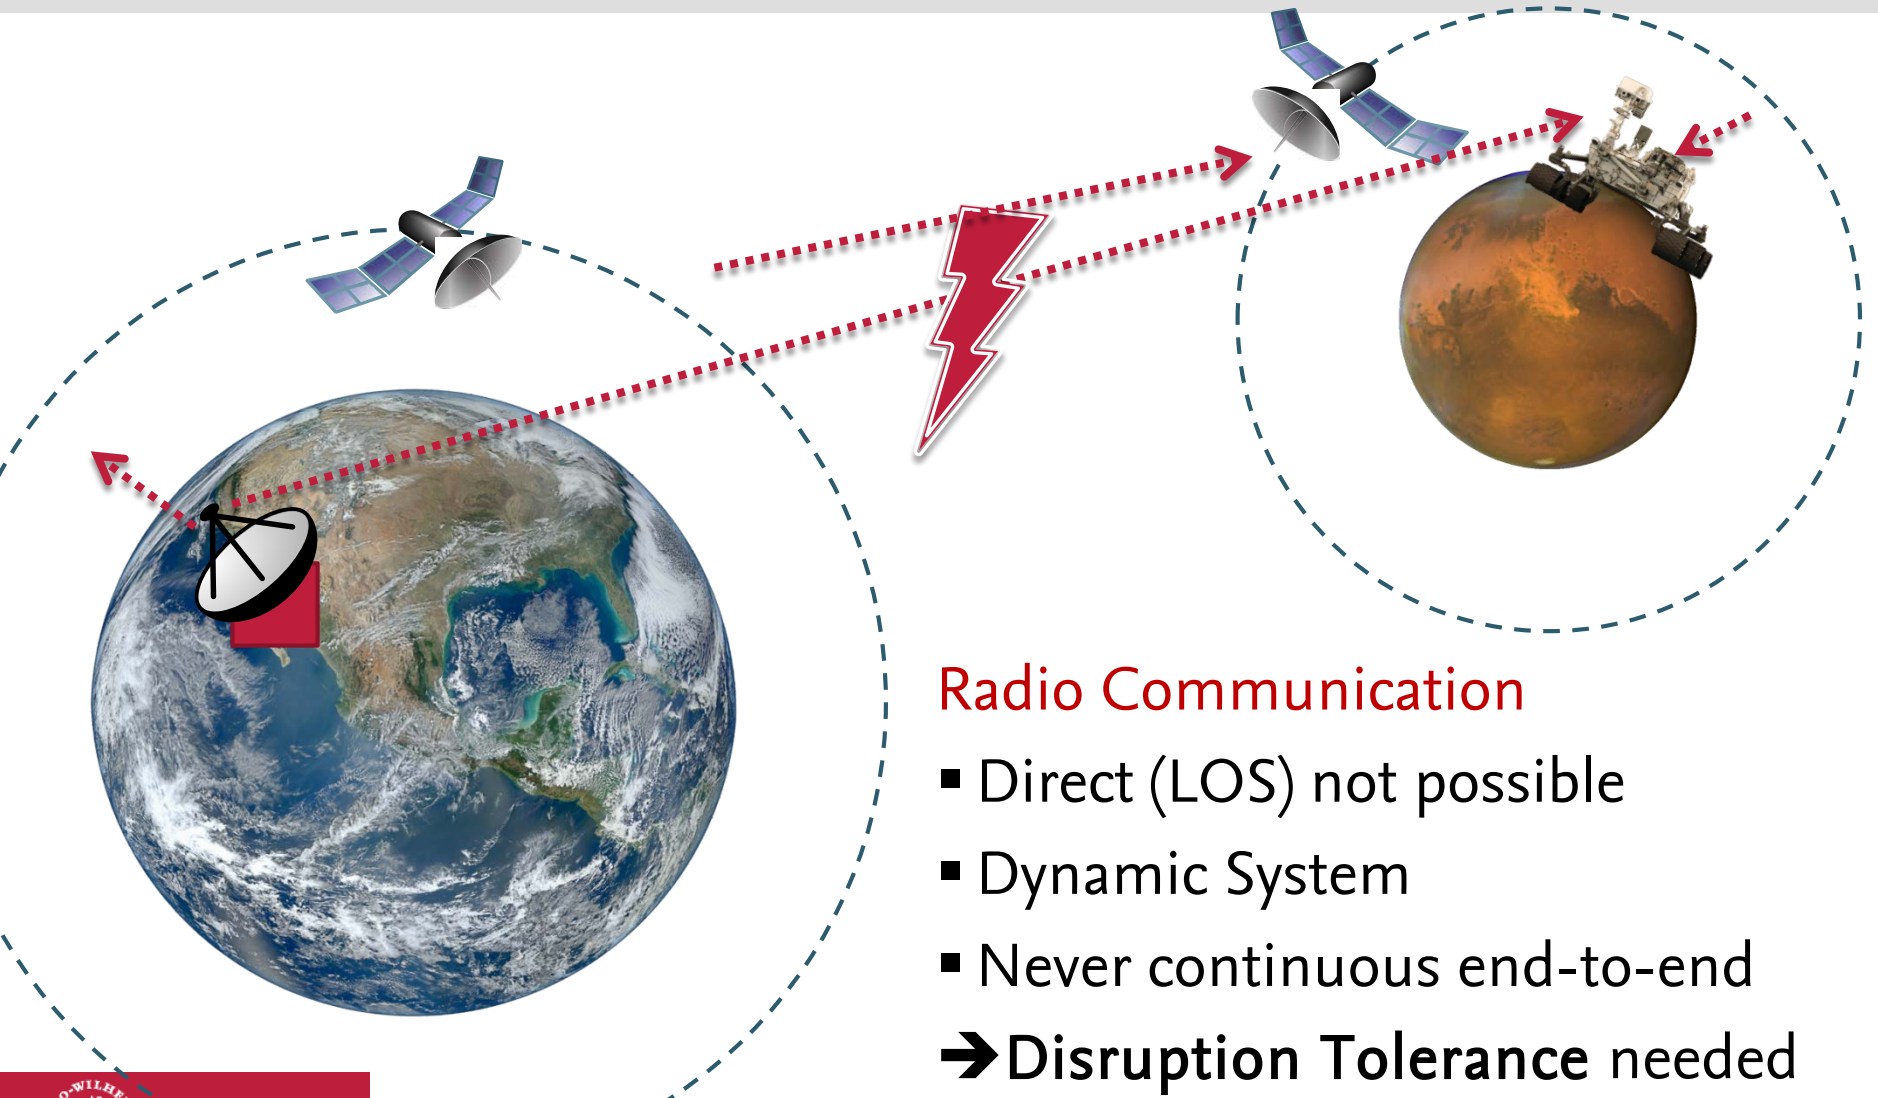 Radio Communication
▪ Direct (LOS) not possible
▪ Dynamic System
▪ Never continuous end-to-end
➔ Disruption Tolerance needed